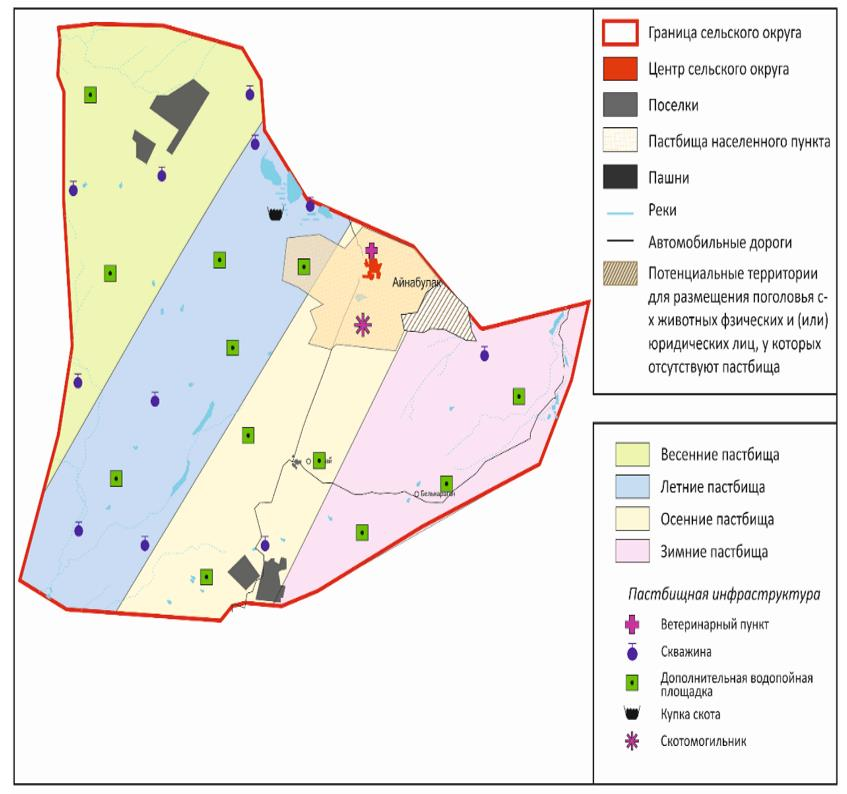 Граница сельского округа
Центр сельского округа
Поселки
Пастбища населенного пункта
Пашни
Реки
Автомобильные дороги
Потенциальные территории
для размещения поголовья с-
х животных фзических и (или)
юридических лиц, у которых
отсутствуют пастбища
Айнабулак
Весенние пастбища
Летние пастбища
Осенние пастбища
Зимние пастбища
Пастбищная инфраструктура
Ветеринарный пункт
Скважина
Дополнительная водопойная
площадка
Купка скота
Скотомогильник